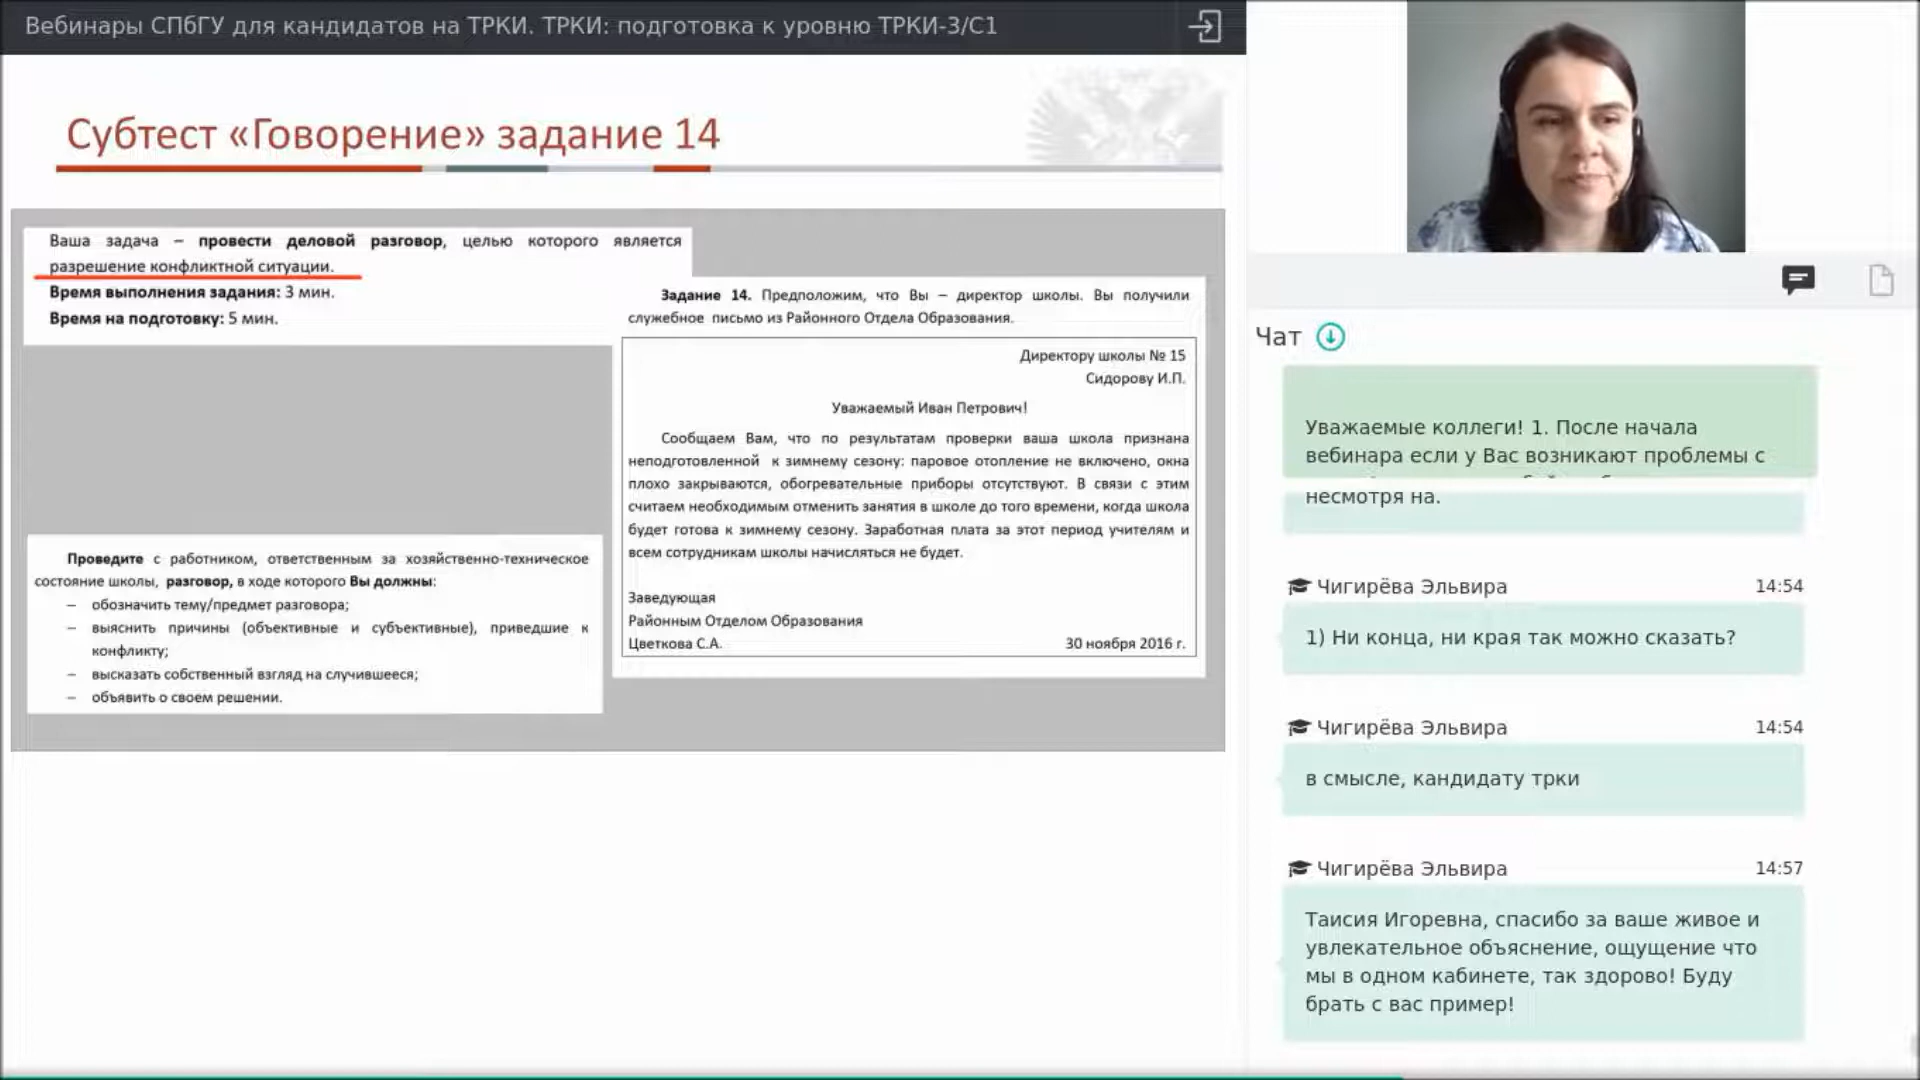 Вебинары СПбГУ для кандидатов на ТРКИ. ТРКИ: подготовка к уровню ТРКИ-3/С1
Субтест «Говорение» задание 14
Ваша задача – провести деловой разговор, целью которого является
разрешение конфликтной ситуации.
Время выполнения задания: 3 мин.
Время на подготовку: 5 мин.
Проведите с работником, ответственным за хозяйственно-техническое
состояние школы, разговор, в ходе которого Вы должны:
– обозначить тему/предмет разговора;
– выяснить причины (объективные и субъективные), приведшие к
конфликту;
– высказать собственный взгляд на случившееся;
– объявить о своем решении.
Задание 14. Предположим, что Вы – директор школы. Вы получили
служебное письмо из Районного Отдела Образования.
Директору школы № 15
Сидорову И.П.
Уважаемый Иван Петрович!
Сообщаем Вам, что по результатам проверки ваша школа признана
неподготовленной к зимнему сезону: паровое отопление не включено, окна
плохо закрываются, обогревательные приборы отсутствуют. В связи с этим
считаем необходимым отменить занятия в школе до того времени, когда школа
будет готова к зимнему сезону. Заработная плата за этот период учителям и
всем сотрудникам школы начисляться не будет.
Заведующая
Районным Отделом Образования
Цветкова С.А. 30 ноября 2016 г.
Чат
Уважаемые коллеги! 1. После начала
вебинара если у Вас возникают проблемы с
несмотря на.
Чигирёва Эльвира 14:54
1) Ни конца, ни края так можно сказать?
Чигирёва Эльвира 14:54
в смысле, кандидату трки
Чигирёва Эльвира 14:57
Таисия Игоревна, спасибо за ваше живое и
увлекательное объяснение, ощущение что
мы в одном кабинете, так здорово! Буду
брать с вас пример!